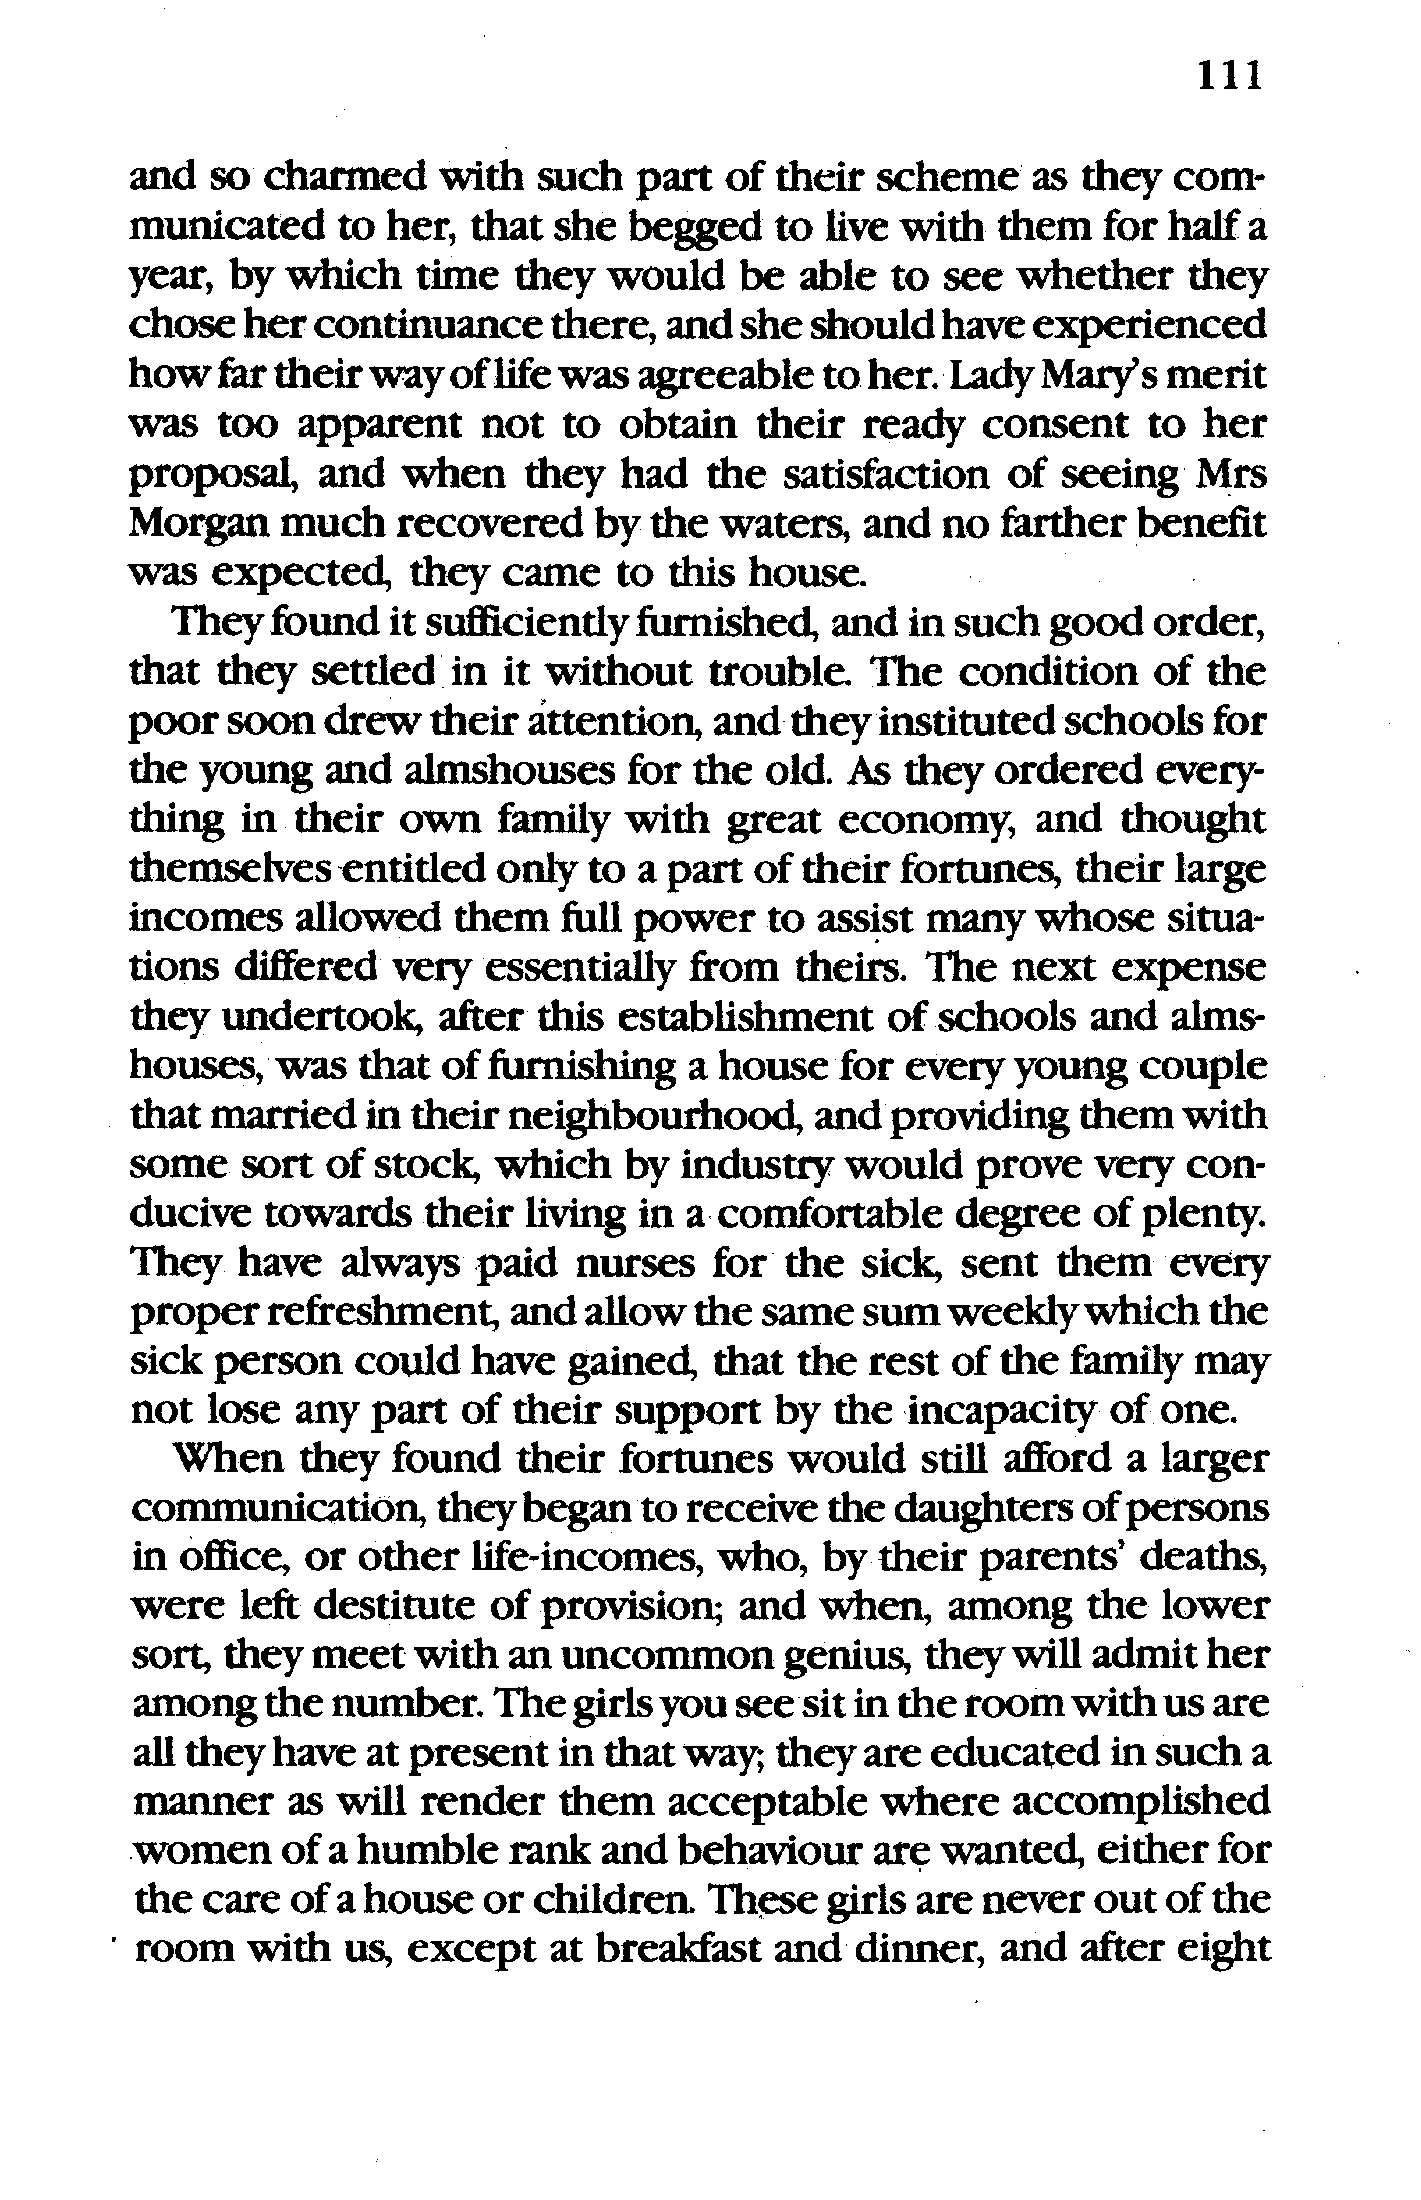 111
and so charmed with such part of their scheme as they com-
municated to her, that she begged to live with them for half a
year, by which time they would be able to see whether they
chose her continuance there, and she should have experienced
how far their way of life was agreeable to her. Lady Mary's merit
was too apparent not to obtain their ready consent to her
proposal, and when they had the satisfaction of seeing Mrs
Morgan much recovered by the waters, and no farther benefit
was expected, they came to this house.
They found it sufficiently furnished, and in such good order,
that they settled in it without trouble. The condition of the
poor soon drew their attention, and they instituted schools for
the young and almshouses for the old. As they ordered every-
thing in their own family with great economy, and thought
themselves entitled only to a part of their fortunes, their large
incomes allowed them full power to assist many whose situa-
tions differed very essentially from theirs. The next expense
they undertook, after this establishment of schools and alms-
houses, was that of furnishing a house for every young couple
that married in their neighbourhood, and providing them with
some sort of stock, which by industry would prove very con-
ducive towards their living in a comfortable degree of plenty.
They have always paid nurses for the sick, sent them every
proper refreshment, and allow the same sum weekly which the
sick person could have gained, that the rest of the family may
not lose any part of their support by the incapacity of one.
When they found their fortunes would still afford a larger
communication, they began to receive the daughters of persons
in office, or other life-incomes, who, by their parents' deaths,
were left destitute of provision; and when, among the lower
sort, they meet with an uncommon genius, they will admit her
among the number. The girls you see sit in the room with us are
all they have at present in that way; they are educated in such a
manner as will render them acceptable where accomplished
women of a humble rank and behaviour are wanted, either for
the care of a house or children. These girls are never out of the
room with us, except at breakfast and dinner, and after eight